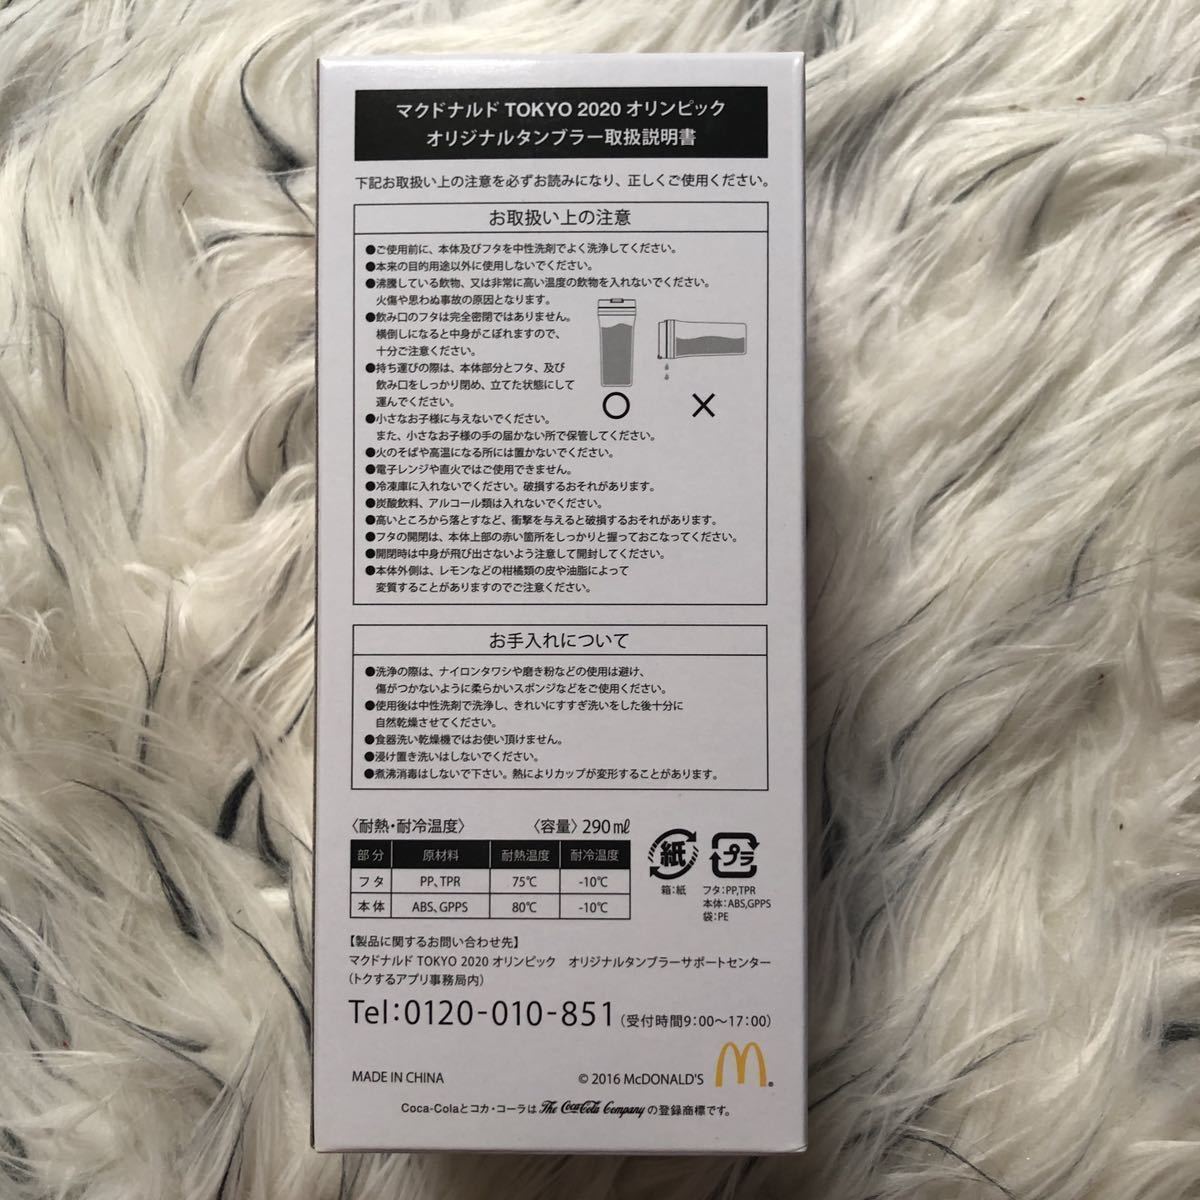 マクドナルド TOKYO 2020 オリンピック
オリジナルタンブラー取扱説明書
下記お取扱い上の注意を必ずお読みになり、正しくご使用ください。
お取扱い上の注意
●ご使用前に、本体及びフタを中性洗剤でよく洗浄してください。
●本来の目的用途以外に使用しないでください。
●沸騰している飲物、又は非常に高い温度の飲物を入れないでください。
火傷や思わぬ事故の原因となります。
●飲み口のフタは完全密閉ではありません。
横倒しになると中身がこぼれますので、
十分ご注意ください。
●持ち運びの際は、本体部分とフタ、及び
飲み口をしっかり閉め、立てた状態にして
運んでください。
●小さなお子様に与えないでください。
また、小さなお子様の手の届かない所で保管してください。
●火のそばや高温になる所には置かないでください。
●電子レンジや直火ではご使用できません。
●冷凍庫に入れないでください。破損するおそれがあります。
●炭酸飲料、アルコール類は入れないでください。
●高いところから落とすなど、衝撃を与えると破損するおそれがあります。
●フタの開閉は、本体上部の赤い箇所をしっかりと握っておこなってください。
●開閉時は中身が飛び出さないよう注意して開封してください。
●本体外側は、レモンなどの柑橘類の皮や油脂によって
変質することがありますのでご注意ください。
お手入れについて
●洗浄の際は、ナイロンタワシや磨き粉などの使用は避け、
傷がつかないように柔らかいスポンジなどをご使用ください。
●使用後は中性洗剤で洗浄し、きれいにすすぎ洗いをした後十分に
自然乾燥させてください。
●食器洗い乾燥機ではお使い頂けません。
●浸け置き洗いはしないでください。
●煮沸消毒はしないで下さい。熱によりカップが変形することがあります。
〈耐熱・耐冷温度〉 〈容量〉290㎖
部分 原材料 耐熱温度 耐冷温度
フタ PP、TPR 75℃ -10℃
本体 ABS、GPPS 80℃ -10℃
紙
箱:紙
プラ
フタ:PP,TPR
本体:ABS,GPPS
袋:PE
【製品に関するお問い合わせ先】
マクドナルド TOKYO 2020 オリンピック オリジナルタンブラーサポートセンター
(トクするアプリ事務局内)
Tel:0120-010-851 (受付時間9:00〜17:00)
MADE IN CHINA © 2016 McDONALD'S
Coca-Colaとコカ・コーラは The Coca-Cola Company の登録商標です。